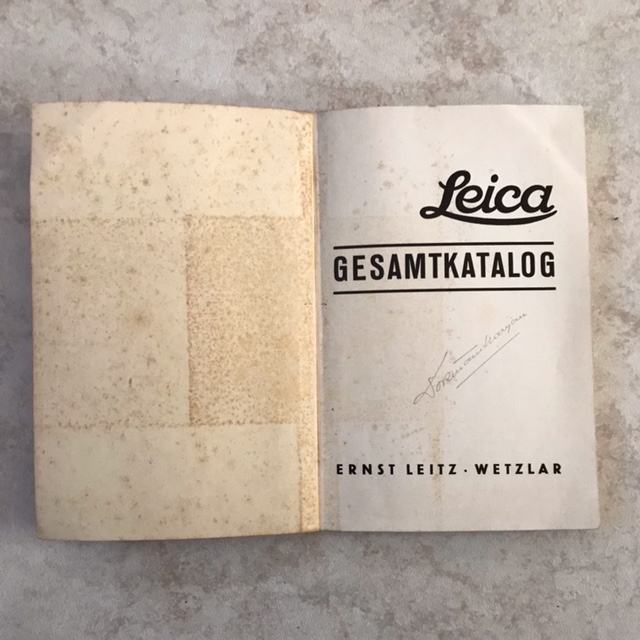 Leica
GESAMTKATALOG
ERNST LEITZ · WETZLAR